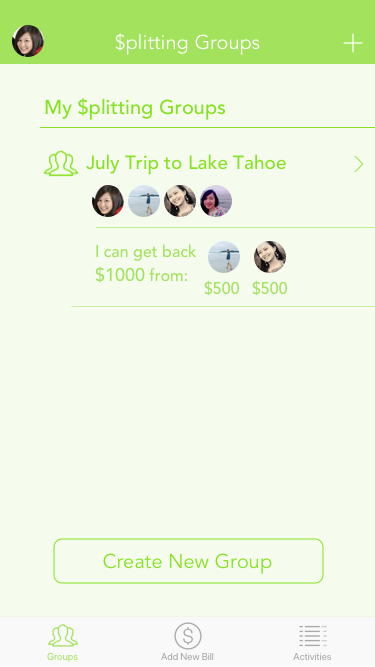 $plitting Groups
My $plitting Groups
July Trip to Lake Tahoe
I can get back
$1000 from:
$500 $500
Create New Group
$
Groups Add New Bill Activities